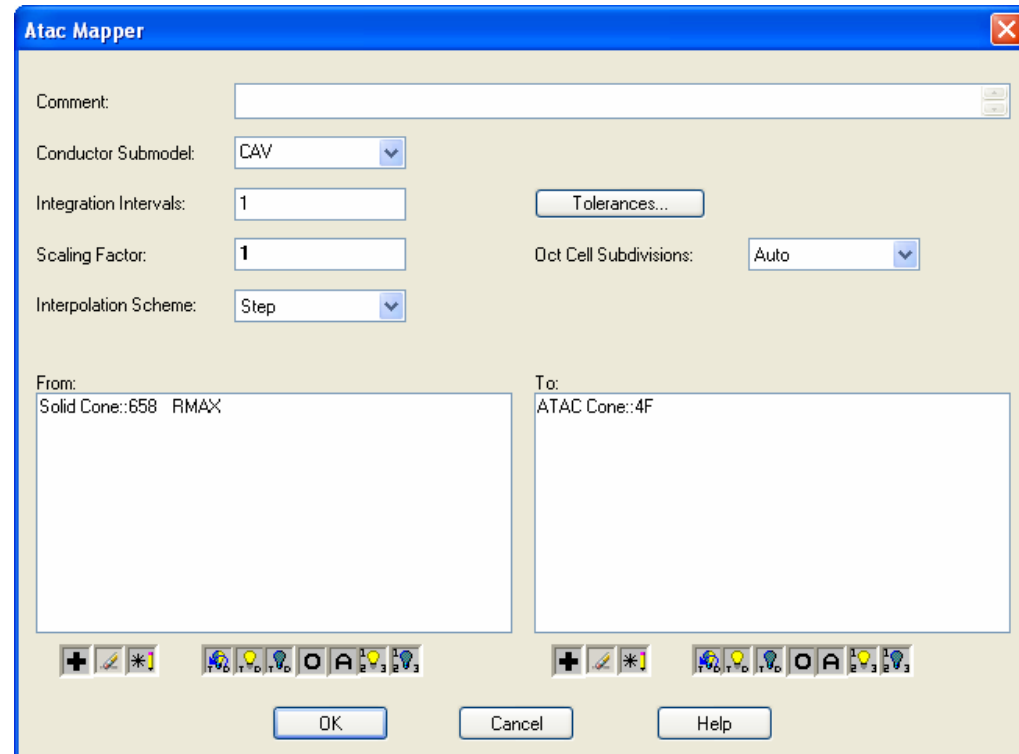 Atac Mapper
Comment:
Conductor Submodel: CAV
Integration Intervals: 1 Tolerances...
Scaling Factor: 1 Oct Cell Subdivisions: Auto
Interpolation Scheme: Step
From: To:
Solid Cone::658 RMAX ATAC Cone::4F
OK Cancel Help